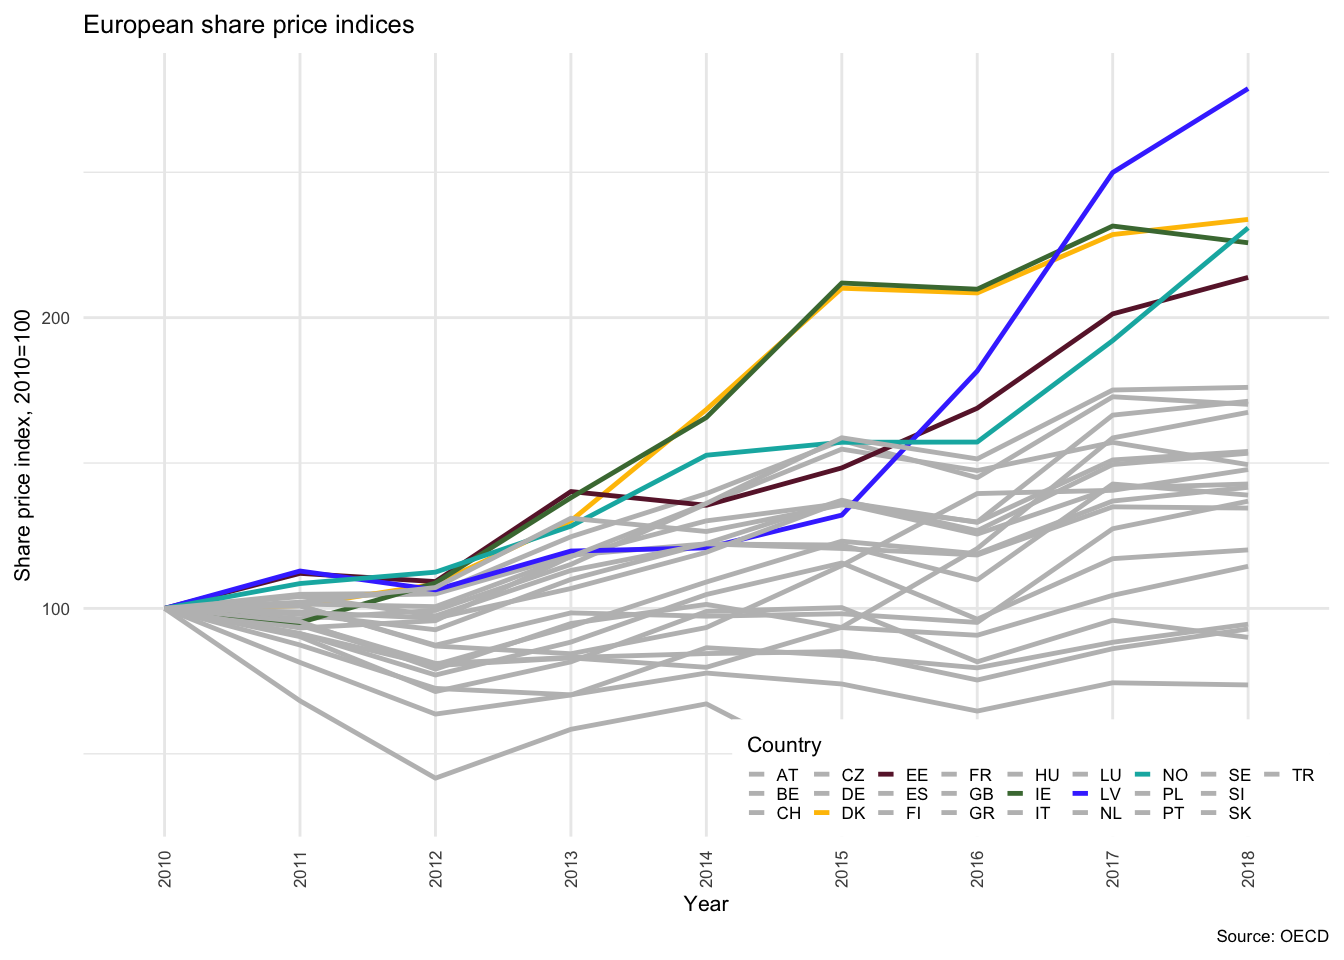 European share price indices
Share price index, 2010=100
200
100
Country
AT CZ EE FR HU LU NO SE TR
BE DE ES GB IE LV PL SI
CH DK FI GR IT NL PT SK
2010 2011 2012 2013 2014 2015 2016 2017 2018
Year
Source: OECD